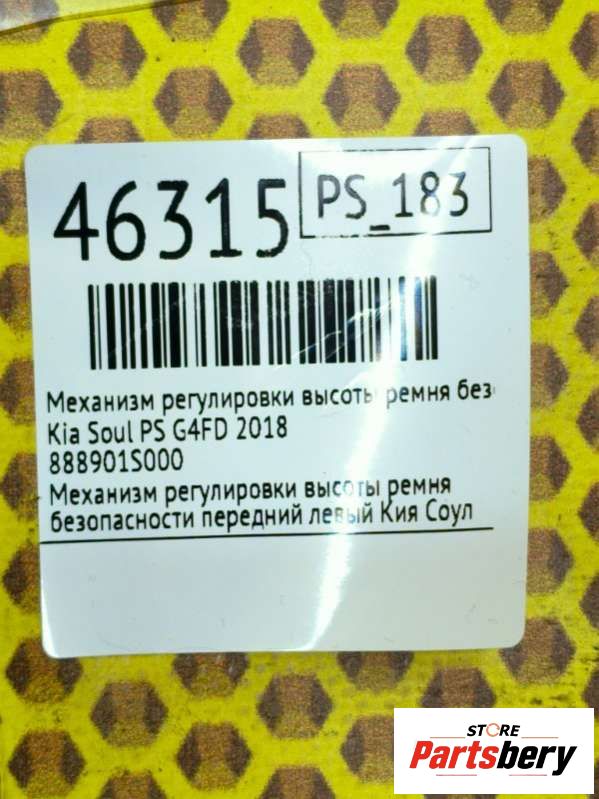 46315
PS_183
Механизм регулировки высоты ремня без
Kia Soul PS G4FD 2018
888901S000
Механизм регулировки высоты ремня
безопасности передний левый Кия Соул
STORE
Partsbery